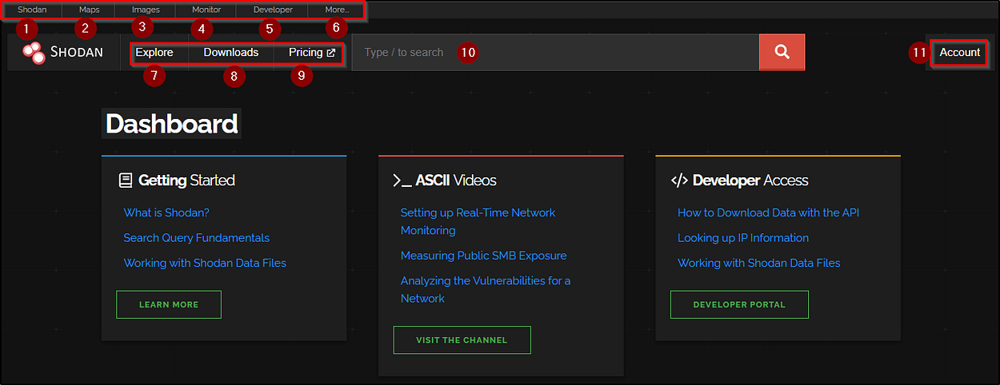 Shodan Maps Images Monitor Developer More...
1 2 3 4 5 6
SHODAN Explore Downloads Pricing Type / to search 10 11 Account
7 8 9
Dashboard
Getting Started
What is Shodan?
Search Query Fundamentals
Working with Shodan Data Files
LEARN MORE
ASCII Videos
Setting up Real-Time Network
Monitoring
Measuring Public SMB Exposure
Analyzing the Vulnerabilities for a
Network
VISIT THE CHANNEL
</> Developer Access
How to Download Data with the API
Looking up IP Information
Working with Shodan Data Files
DEVELOPER PORTAL